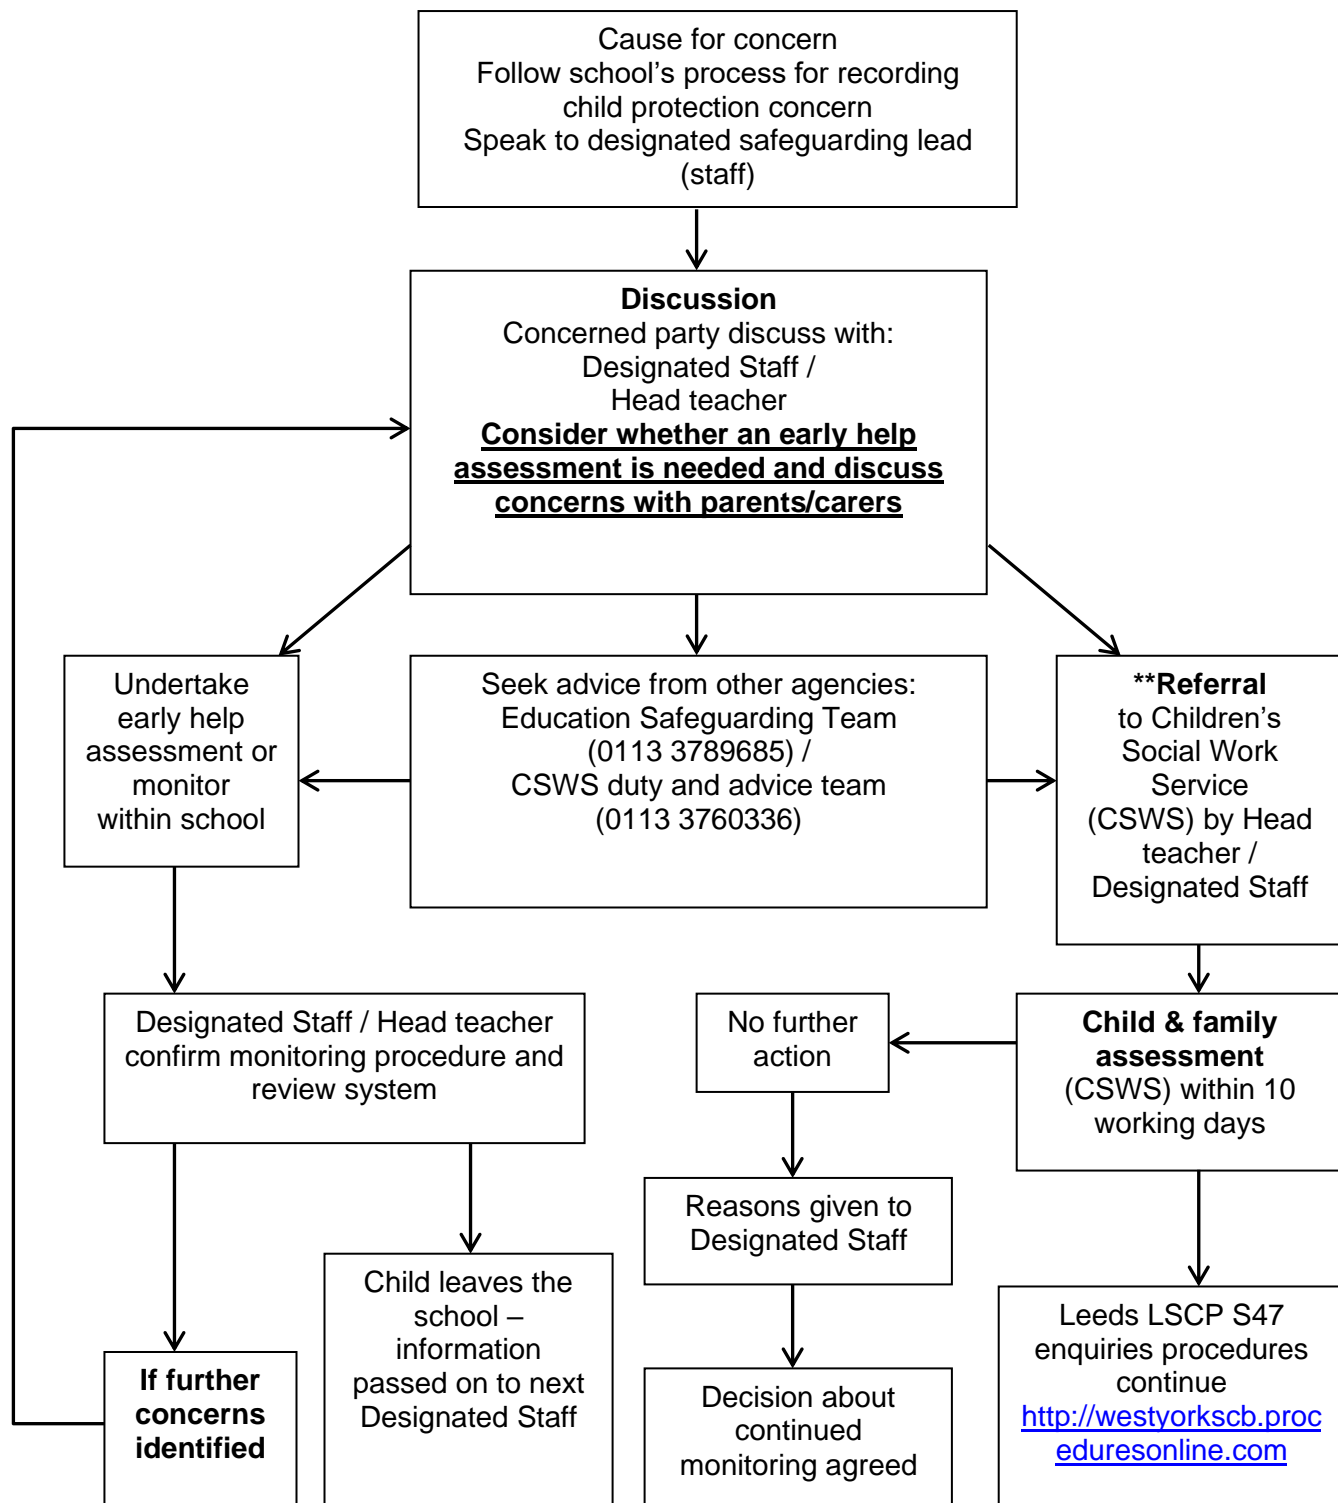 Cause for concern
Follow school’s process for recording
child protection concern
Speak to designated safeguarding lead
(staff)
Discussion
Concerned party discuss with:
Designated Staff /
Head teacher
Consider whether an early help
assessment is needed and discuss
concerns with parents/carers
Undertake
early help
assessment or
monitor
within school
Seek advice from other agencies:
Education Safeguarding Team
(0113 3789685) /
CSWS duty and advice team
(0113 3760336)
**Referral
to Children’s
Social Work
Service
(CSWS) by Head
teacher /
Designated Staff
Designated Staff / Head teacher
confirm monitoring procedure and
review system
No further
action
Child & family
assessment
(CSWS) within 10
working days
Reasons given to
Designated Staff
Child leaves the
school –
information
passed on to next
Designated Staff
If further
concerns
identified
Decision about
continued
monitoring agreed
Leeds LSCP S47
enquiries procedures
continue
http://westyorkscb.proc
eduresonline.com